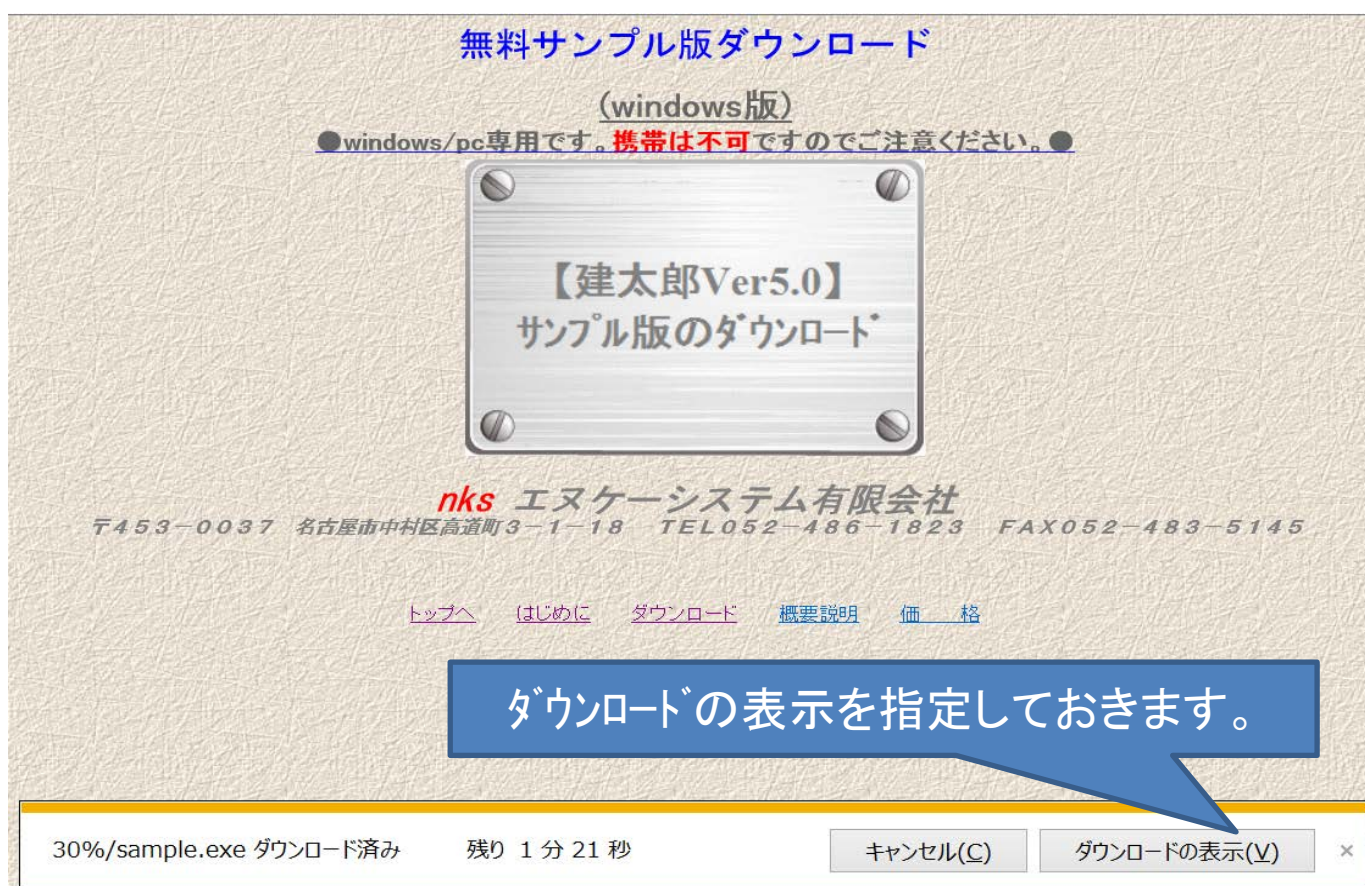 無料サンプル版ダウンロード
(windows版)
●windows/pc専用です。携帯は不可ですのでご注意ください。●
【建太郎Ver5.0】
ｻﾝﾌﾟﾙ版のﾀﾞｳﾝﾛｰﾄﾞ
nks エヌケーシステム有限会社
〒453-0037 名古屋市中村区高道町3-1-18 TEL052-486-1823 FAX052-483-5145
トップへ はじめに ダウンロード 概要説明 価 格
ﾀﾞｳﾝﾛｰﾄﾞの表示を指定しておきます。
30%/sample.exe ダウンロード済み 残り 1 分 21 秒 キャンセル(C) ダウンロードの表示(V) ×